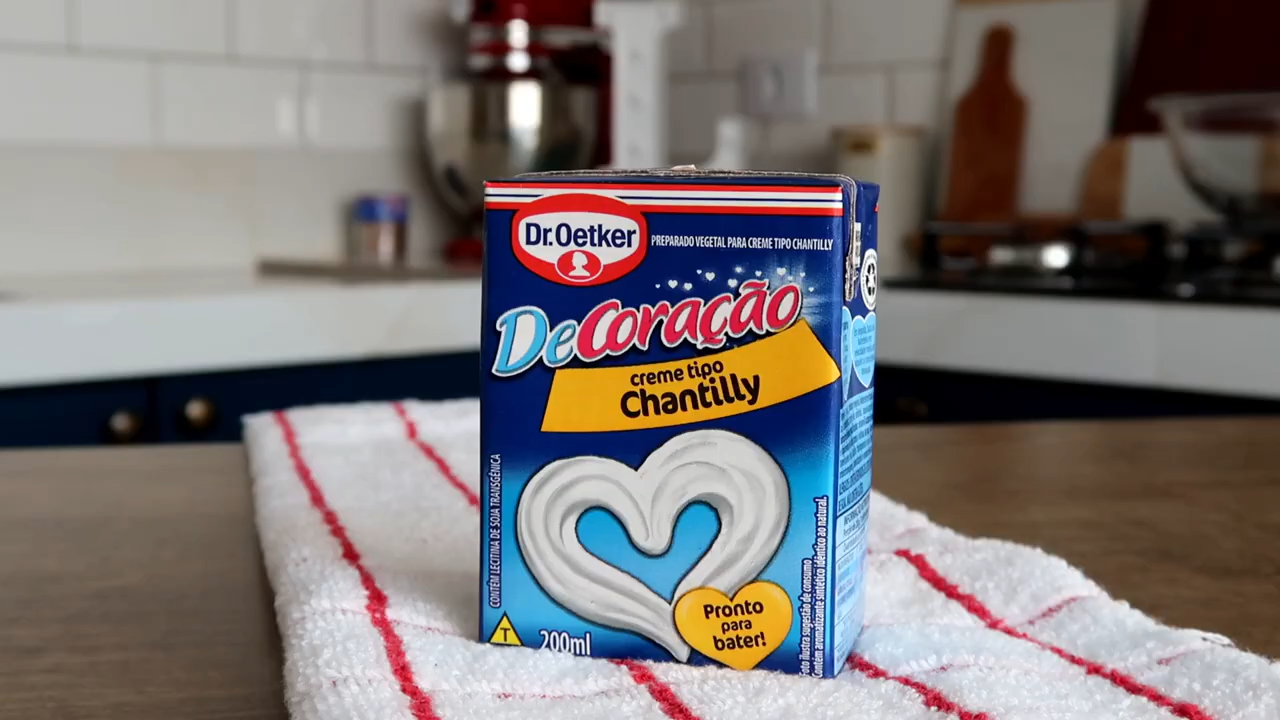 Dr.Oetker
PREPARADO VEGETAL PARA CREME TIPO CHANTILLY
DeCoração
creme tipo
Chantilly
CONTÉM LECITINA DE SOJA TRANSGÊNICA
T
200ml
Pronto
para
bater!
Foto ilustra sugestão de consumo
Contém aromatizante sintético idêntico ao natural.